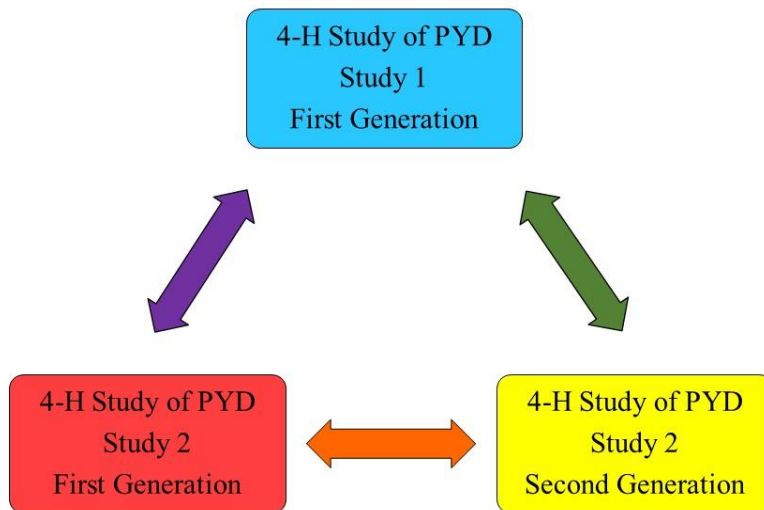 4-H Study of PYD
Study 1
First Generation
4-H Study of PYD
Study 2
First Generation
4-H Study of PYD
Study 2
Second Generation